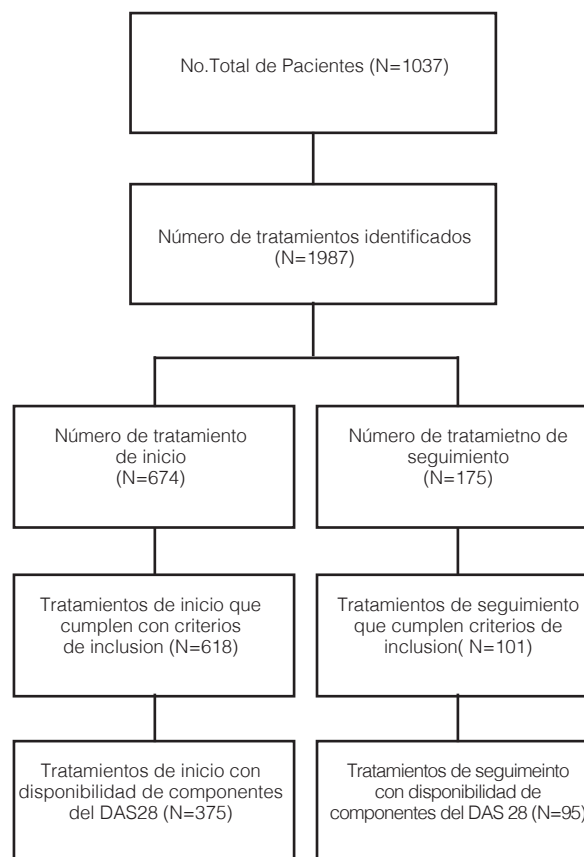 No.Total de Pacientes (N=1037)
Número de tratamientos identificados
(N=1987)
Número de tratamiento
de inicio
(N=674)
Número de tratamietno de
seguimiento
(N=175)
Tratamientos de inicio que
cumplen con criterios
de inclusion (N=618)
Tratamientos de seguimiento
que cumplen criterios de
inclusion( N=101)
Tratamientos de inicio con
disponibilidad de componentes
del DAS28 (N=375)
Tratamientos de seguimeinto
con disponibilidad de
componentes del DAS 28 (N=95)